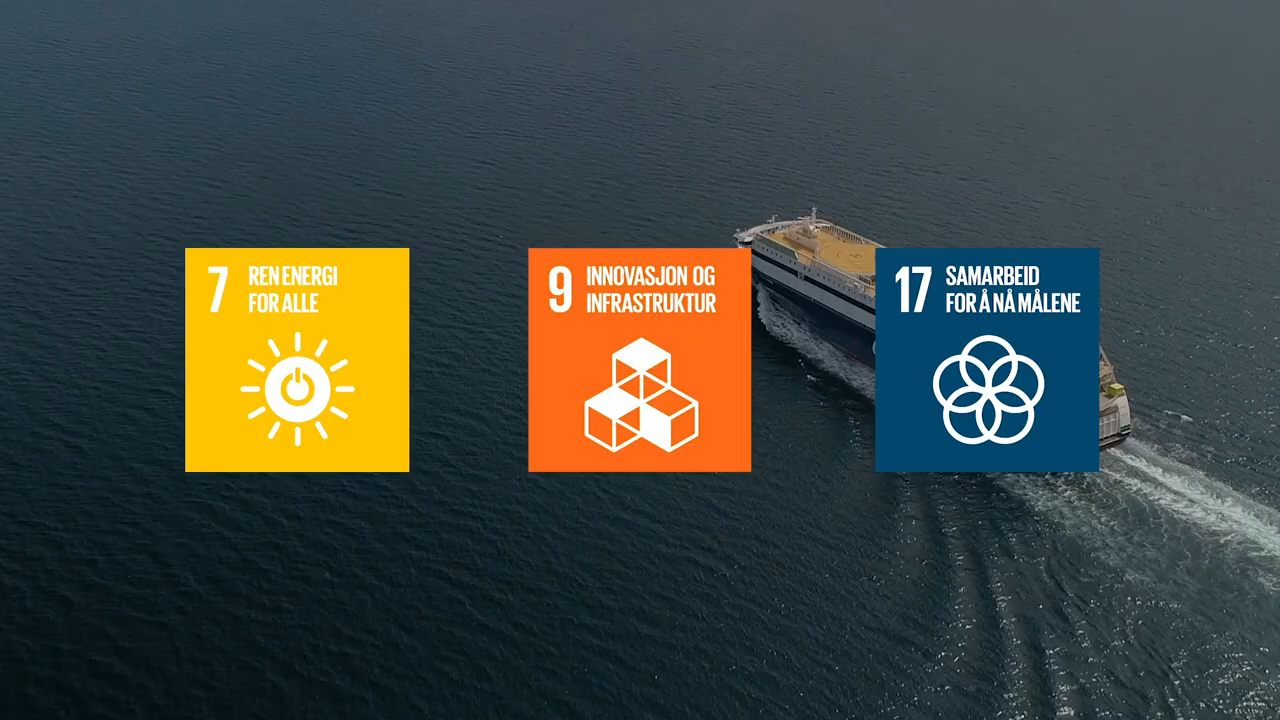 7
REN ENERGI
FOR ALLE
9
INNOVASJON OG
INFRASTRUKTUR
17
SAMARBEID
FOR Å NÅ MÅLENE